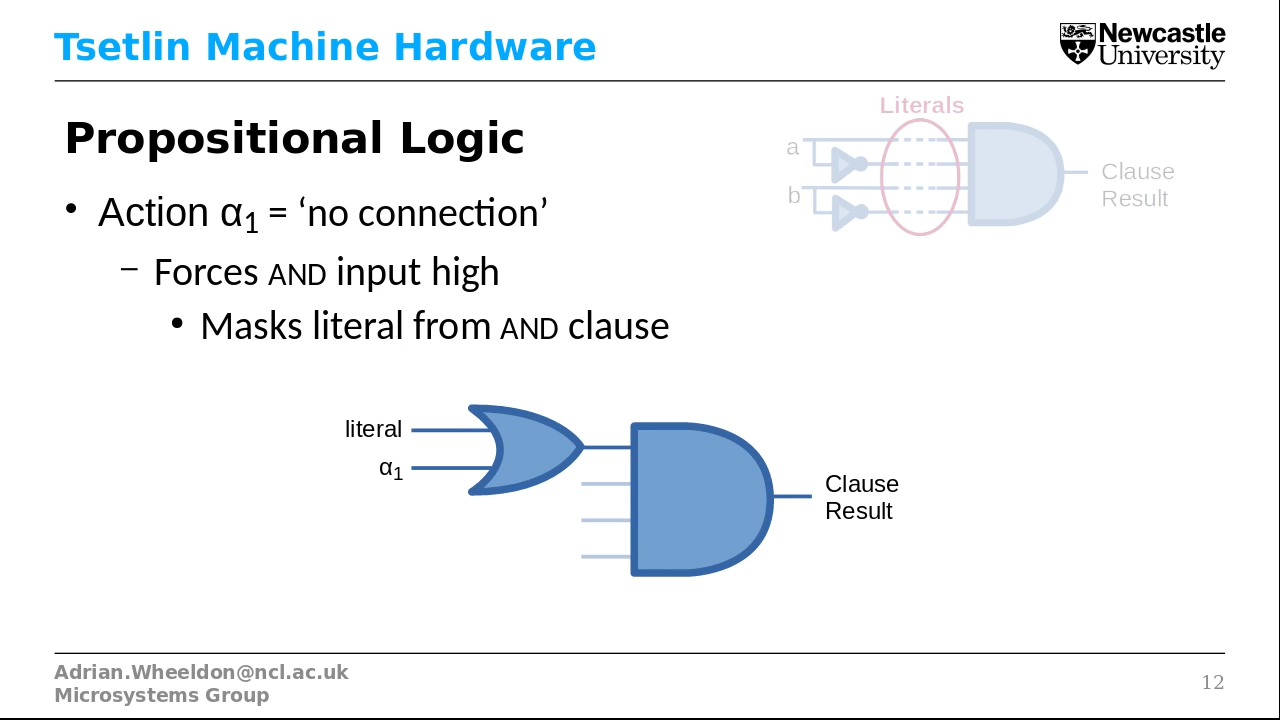 Tsetlin Machine Hardware
Newcastle
University
Propositional Logic
Literals
a
b
Clause
Result
• Action α₁ = ‘no connection’
– Forces AND input high
• Masks literal from AND clause
literal
α₁
Clause
Result
Adrian.Wheeldon@ncl.ac.uk
Microsystems Group
12